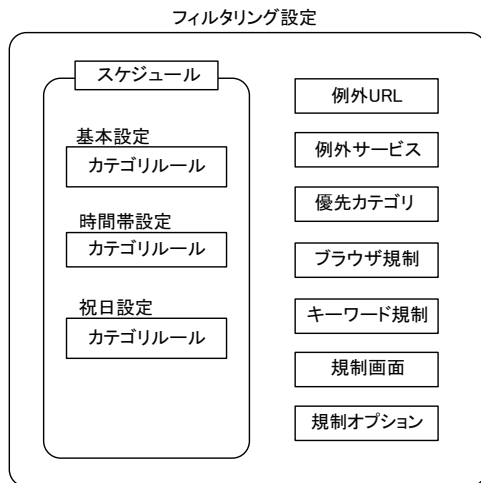 フィルタリング設定
スケジュール
基本設定
カテゴリルール
時間帯設定
カテゴリルール
祝日設定
カテゴリルール
例外URL
例外サービス
優先カテゴリ
ブラウザ規制
キーワード規制
規制画面
規制オプション